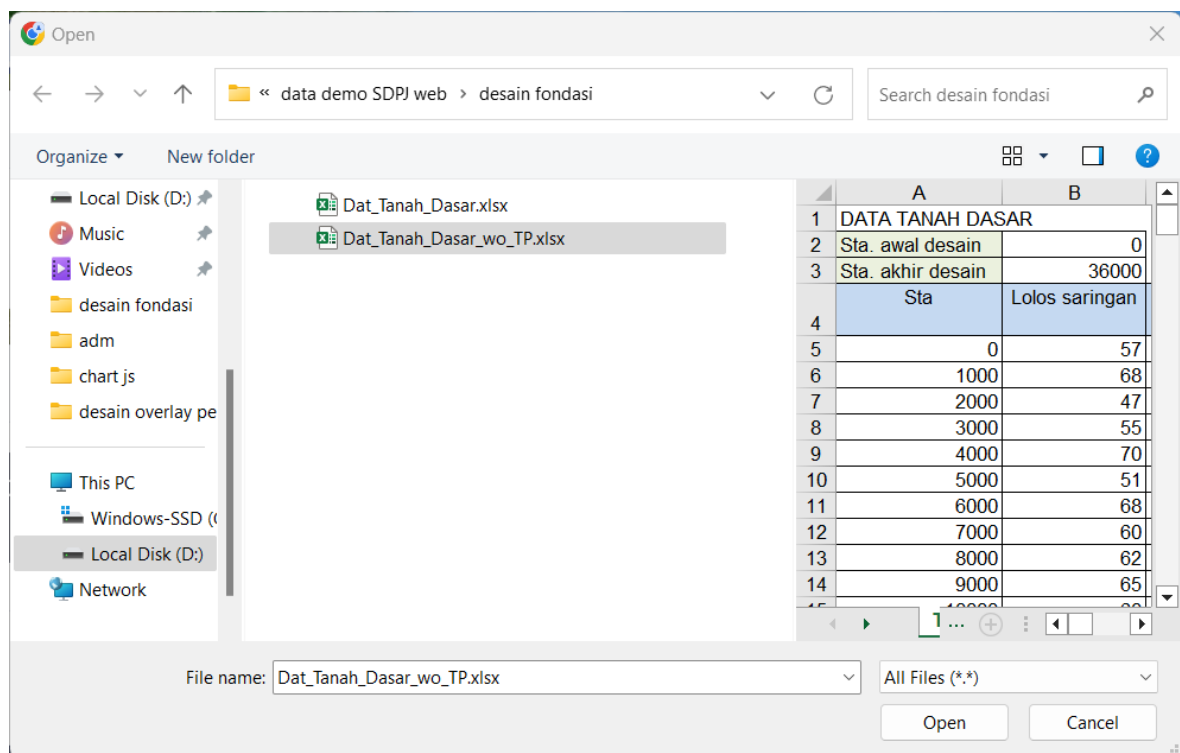 Open
« data demo SDPJ web > desain fondasi
Search desain fondasi
Organize
New folder
?
Local Disk (D:)
Music
Videos
desain fondasi
adm
chart js
desain overlay pe
This PC
Windows-SSD (
Local Disk (D:)
Network
Dat_Tanah_Dasar.xlsx
Dat_Tanah_Dasar_wo_TP.xlsx
A B
1 DATA TANAH DASAR
2 Sta. awal desain 0
3 Sta. akhir desain 36000
4 Sta Lolos saringan
5 0 57
6 1000 68
7 2000 47
8 3000 55
9 4000 70
10 5000 51
11 6000 68
12 7000 60
13 8000 62
14 9000 65
...
File name: Dat_Tanah_Dasar_wo_TP.xlsx
All Files (*.*)
Open
Cancel